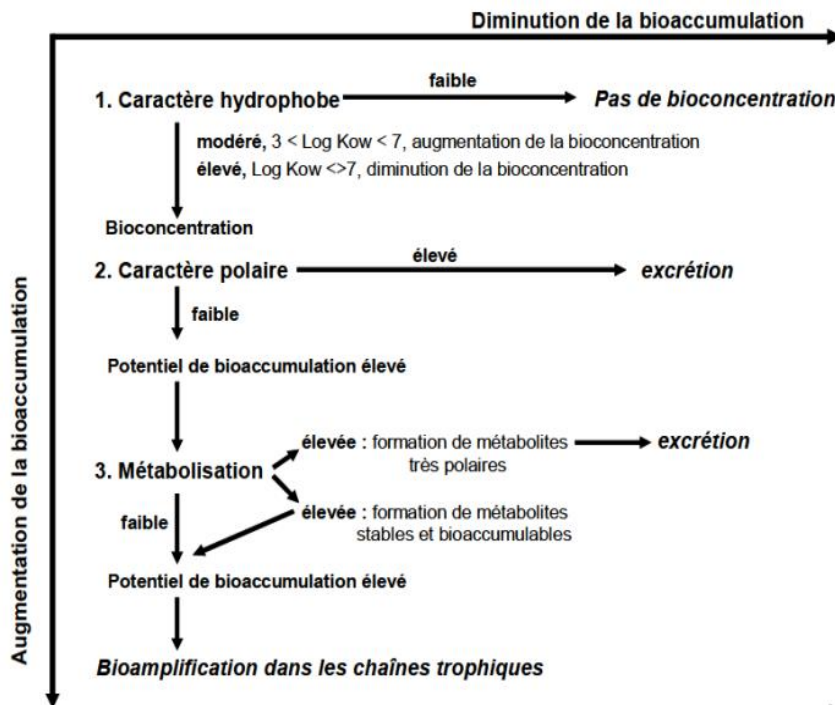 Diminution de la bioaccumulation
faible
1. Caractère hydrophobe
Pas de bioconcentration
modéré, 3 < Log Kow < 7, augmentation de la bioconcentration
élevé, Log Kow <>7, diminution de la bioconcentration
Bioconcentration
élevé
2. Caractère polaire
excrétion
faible
Potentiel de bioaccumulation élevé
élevée : formation de métabolites
très polaires
excrétion
3. Métabolisation
faible
élevée : formation de métabolites
stables et bioaccumulables
Potentiel de bioaccumulation élevé
Bioamplification dans les chaînes trophiques
Augmentation de la bioaccumulation